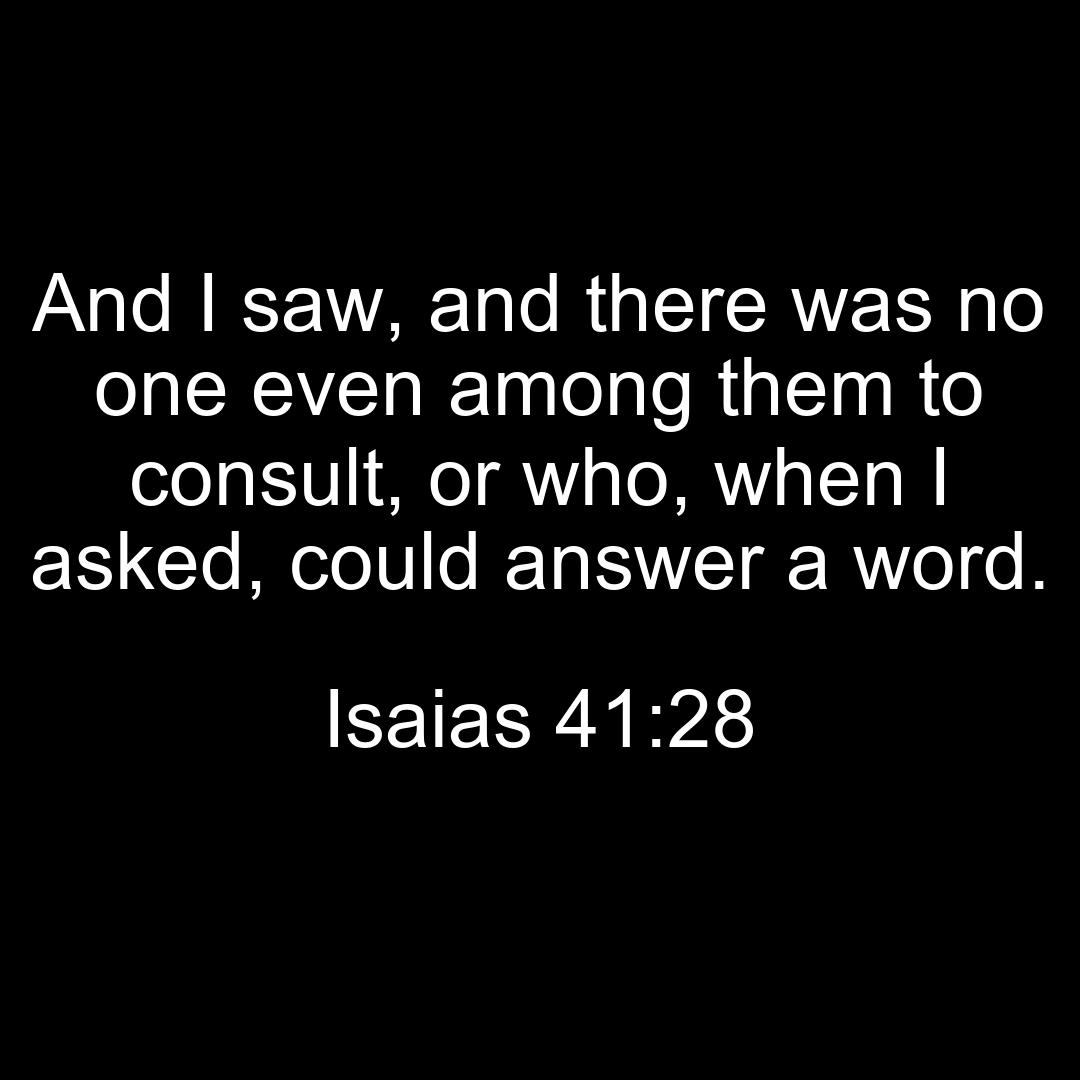 And I saw, and there was no
one even among them to
consult, or who, when I
asked, could answer a word.
Isaias 41:28